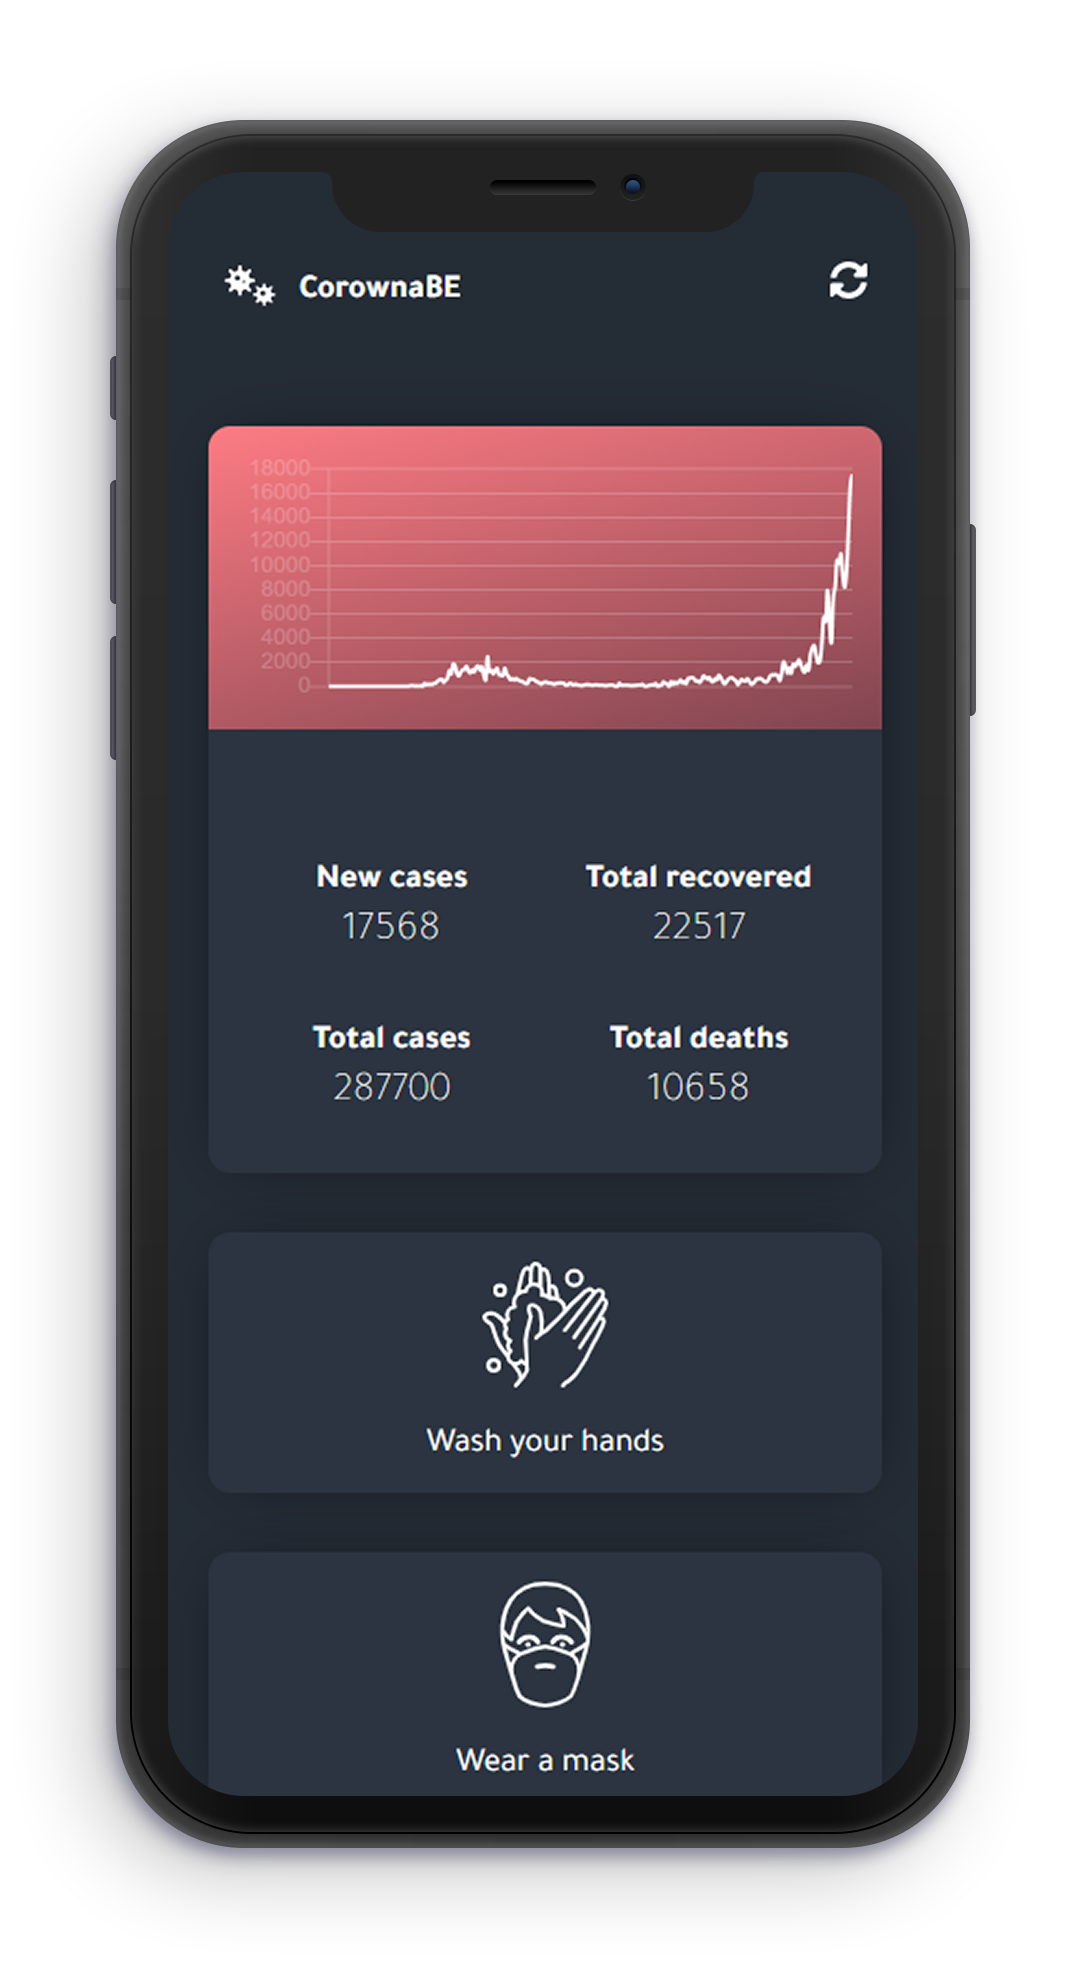 CorownaBE
18000
16000
14000
12000
10000
8000
6000
4000
2000
0
New cases
17568
Total recovered
22517
Total cases
287700
Total deaths
10658
Wash your hands
Wear a mask